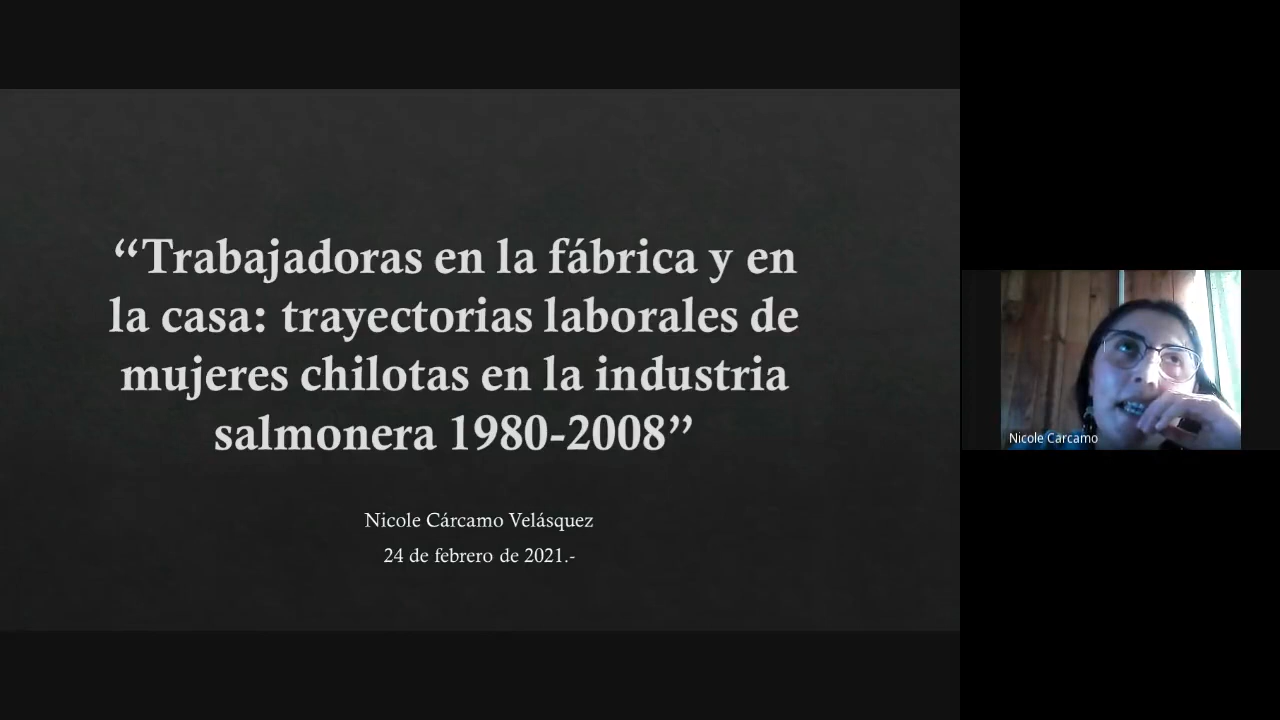 “Trabajadoras en la fábrica y en
la casa: trayectorias laborales de
mujeres chilotas en la industria
salmonera 1980-2008”
Nicole Cárcamo Velásquez
24 de febrero de 2021.-
Nicole Carcamo